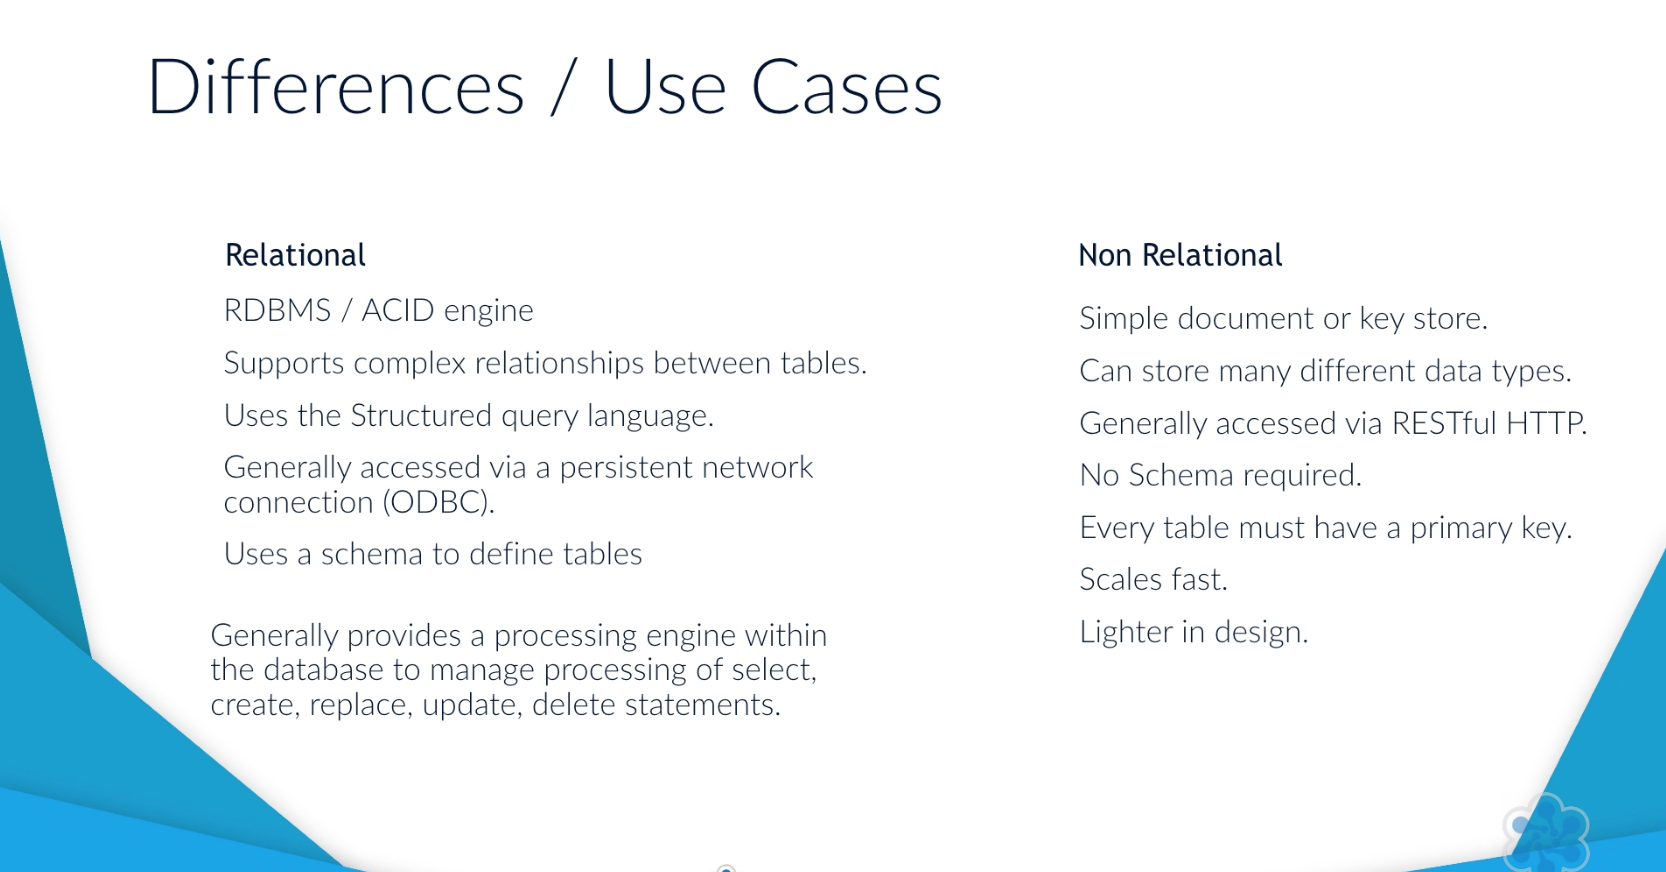 Differences / Use Cases
Relational
RDBMS / ACID engine
Supports complex relationships between tables.
Uses the Structured query language.
Generally accessed via a persistent network
connection (ODBC).
Uses a schema to define tables
Generally provides a processing engine within
the database to manage processing of select,
create, replace, update, delete statements.
Non Relational
Simple document or key store.
Can store many different data types.
Generally accessed via RESTful HTTP.
No Schema required.
Every table must have a primary key.
Scales fast.
Lighter in design.